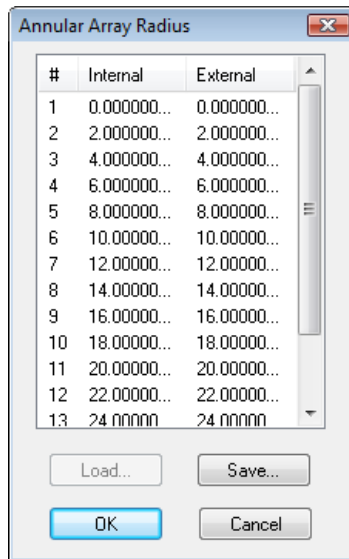 Annular Array Radius
# Internal External
1 0.000000... 0.000000...
2 2.000000... 2.000000...
3 4.000000... 4.000000...
4 6.000000... 6.000000...
5 8.000000... 8.000000...
6 10.00000... 10.00000...
7 12.00000... 12.00000...
8 14.00000... 14.00000...
9 16.00000... 16.00000...
10 18.00000... 18.00000...
11 20.00000... 20.00000...
12 22.00000... 22.00000...
13 24.00000 24.00000
Load... Save...
OK Cancel